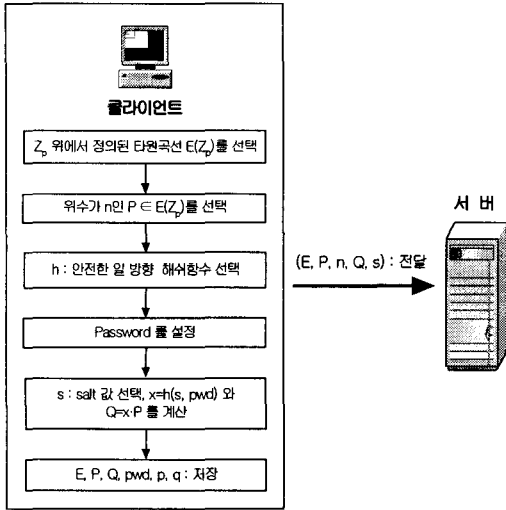 클라이언트
Zp 위에서 정의된 타원곡선 E(Zp)를 선택
위수가 n인 P ∈ E(Zp)를 선택
h : 안전한 일 방향 해쉬함수 선택
Password 를 설정
s : salt 값 선택, x=h(s, pwd) 와
Q=x·P 를 계산
E, P, Q, pwd, p, q : 저장
(E, P, n, Q, s) : 전달
서 버